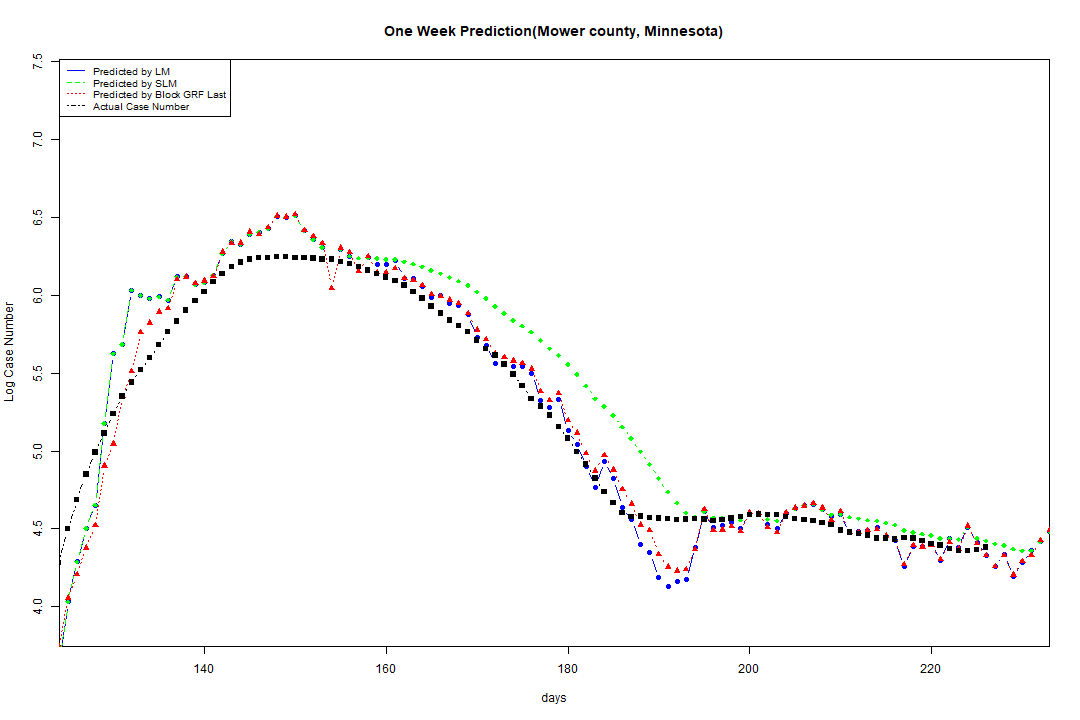 One Week Prediction(Mower county, Minnesota)
Predicted by LM
Predicted by SLM
Predicted by Block GRF Last
Actual Case Number
7.5
7.0
6.5
6.0
5.5
5.0
4.5
4.0
Log Case Number
140 160 180 200 220
days